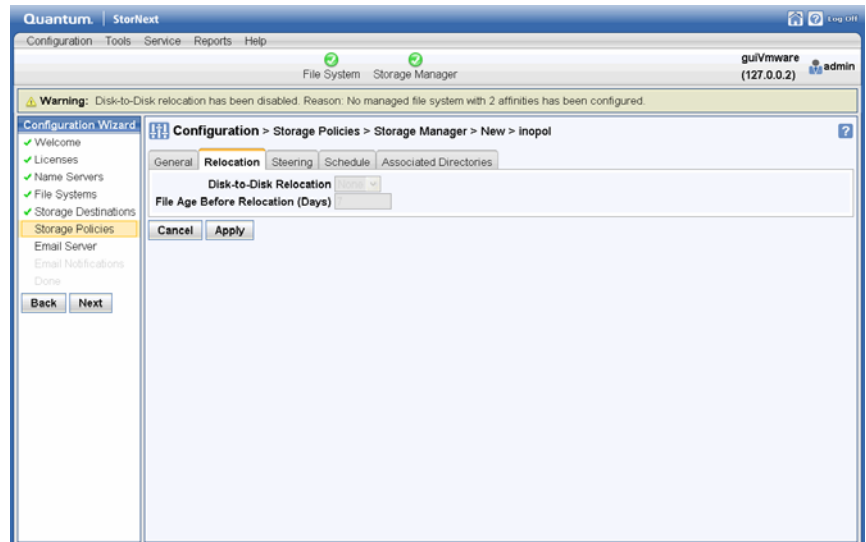 Quantum. StorNext
Log Off
Configuration Tools Service Reports Help
File System Storage Manager
guiVmware
(127.0.0.2)
admin
Warning: Disk-to-Disk relocation has been disabled. Reason: No managed file system with 2 affinities has been configured.
Configuration Wizard
Welcome
Licenses
Name Servers
File Systems
Storage Destinations
Storage Policies
Email Server
Email Notifications
Done
Back Next
Configuration > Storage Policies > Storage Manager > New > inopol
General Relocation Steering Schedule Associated Directories
Disk-to-Disk Relocation None
File Age Before Relocation (Days) 7
Cancel Apply